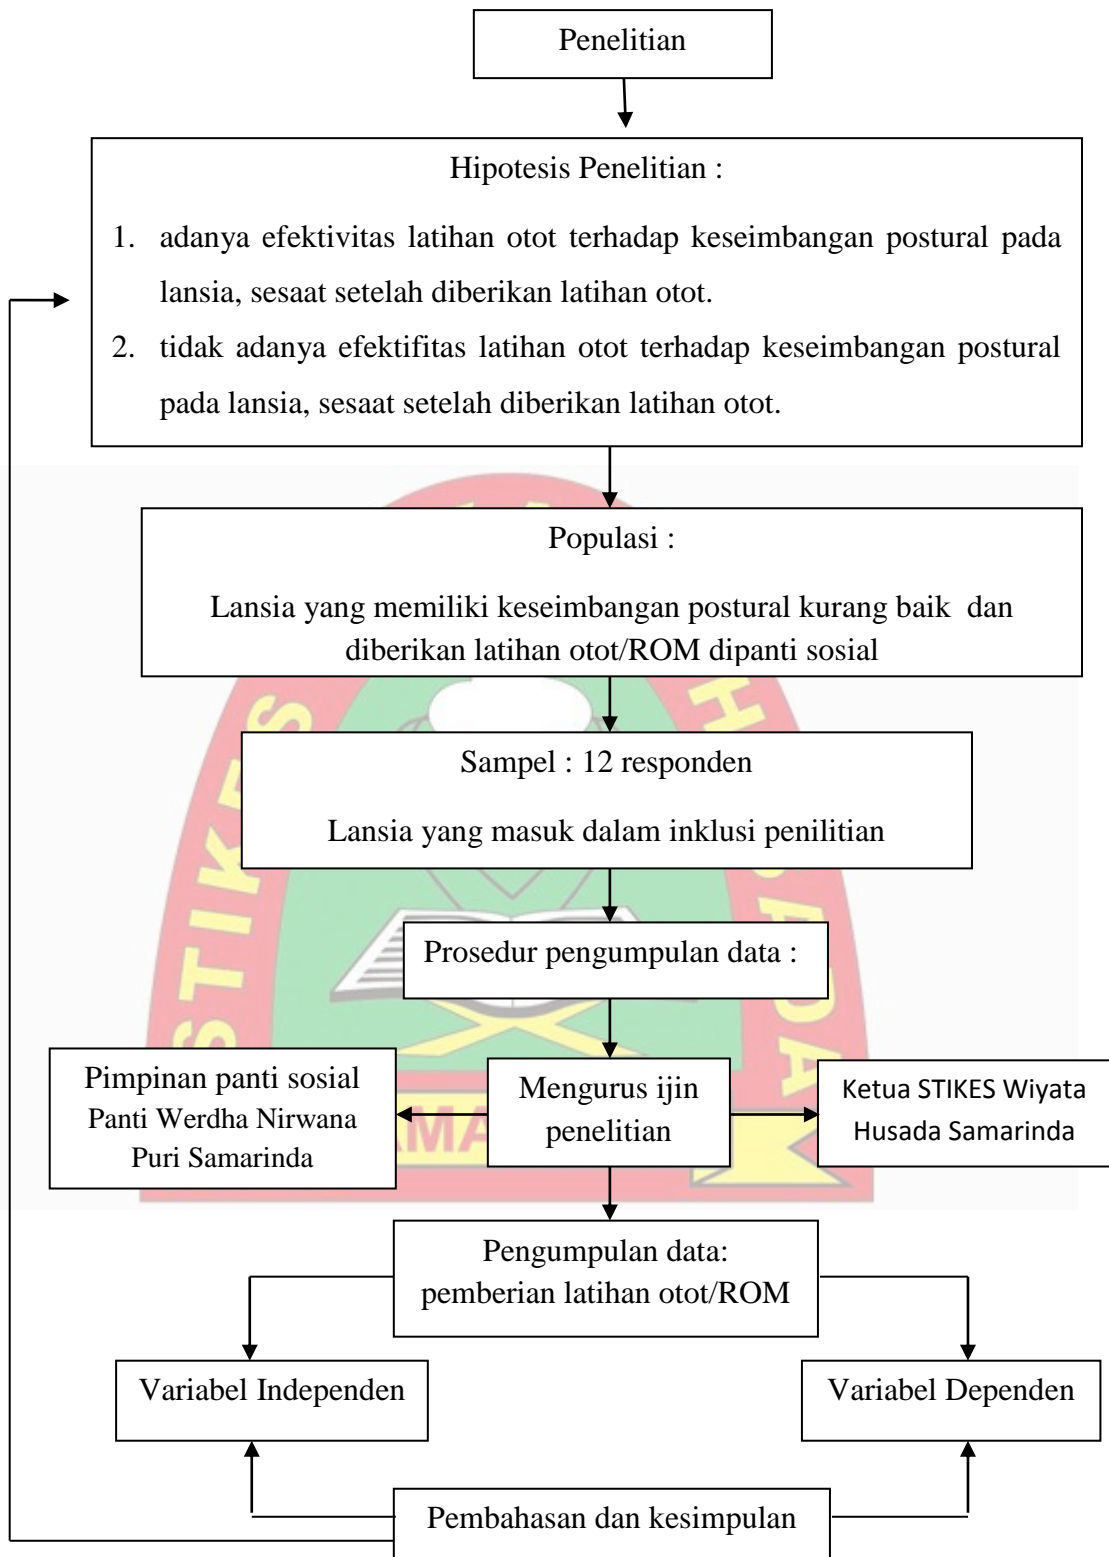 Penelitian
Hipotesis Penelitian :
1. adanya efektivitas latihan otot terhadap keseimbangan postural pada
lansia, sesaat setelah diberikan latihan otot.
2. tidak adanya efektifitas latihan otot terhadap keseimbangan postural
pada lansia, sesaat setelah diberikan latihan otot.
Populasi :
Lansia yang memiliki keseimbangan postural kurang baik dan
diberikan latihan otot/ROM dipanti sosial
Sampel : 12 responden
Lansia yang masuk dalam inklusi penilitian
Prosedur pengumpulan data :
Pimpinan panti sosial
Panti Werdha Nirwana
Puri Samarinda
Mengurus ijin
penelitian
Ketua STIKES Wiyata
Husada Samarinda
Pengumpulan data:
pemberian latihan otot/ROM
Variabel Independen
Variabel Dependen
Pembahasan dan kesimpulan
STIKES